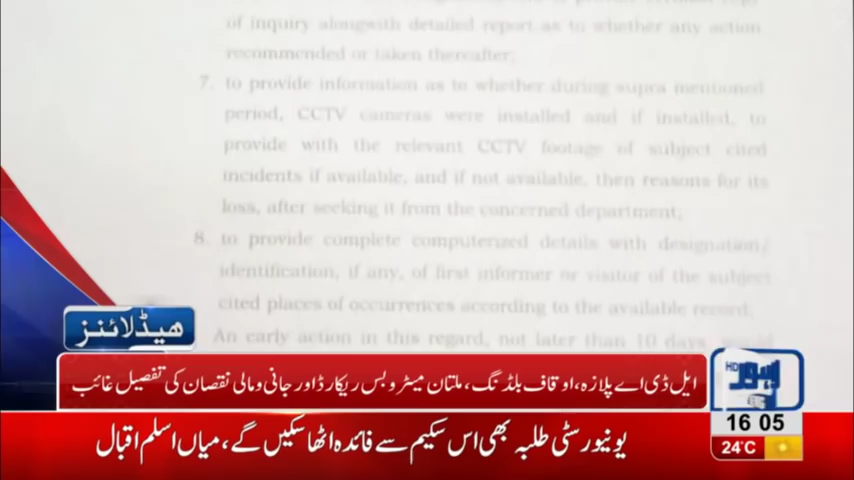 of inquiry alongwith detailed report as to whether any action
recommended or taken thereafter;
7. to provide information as to whether during supra mentioned
period, CCTV cameras were installed and if installed, to
provide with the relevant CCTV footage of subject cited
incidents if available, and if not available, then reasons for its
loss, after seeking it from the concerned department;
8. to provide complete computerized details with designation/
identification, if any, of first informer or visitor of the subject
cited places of occurrences according to the available record;
An early action in this regard, not later than 10 days, would
ہیڈلائنز
ایل ڈی اے پلازہ، اوقاف بلڈنگ، ملتان میٹرو بس ریکارڈ اور جانی و مالی نقصان کی تفصیل غائب
HD
لاہور
NEWS
16 05
یونیورسٹی طلبہ بھی اس سکیم سے فائدہ اٹھا سکیں گے، میاں اسلم اقبال
24°C